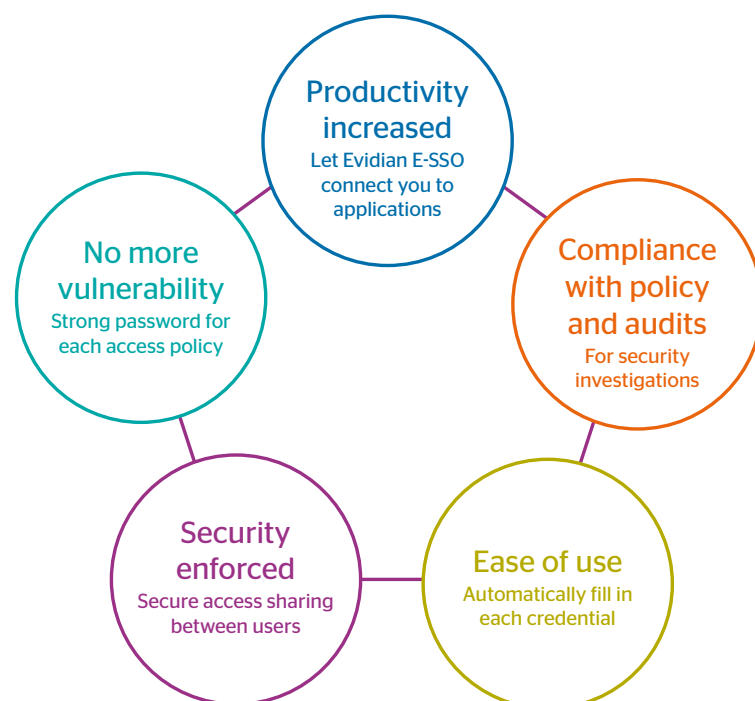 Productivity
increased
Let Evidian E-SSO
connect you to
applications
No more
vulnerability
Strong password for
each access policy
Compliance
with policy
and audits
For security
investigations
Security
enforced
Secure access sharing
between users
Ease of use
Automatically fill in
each credential